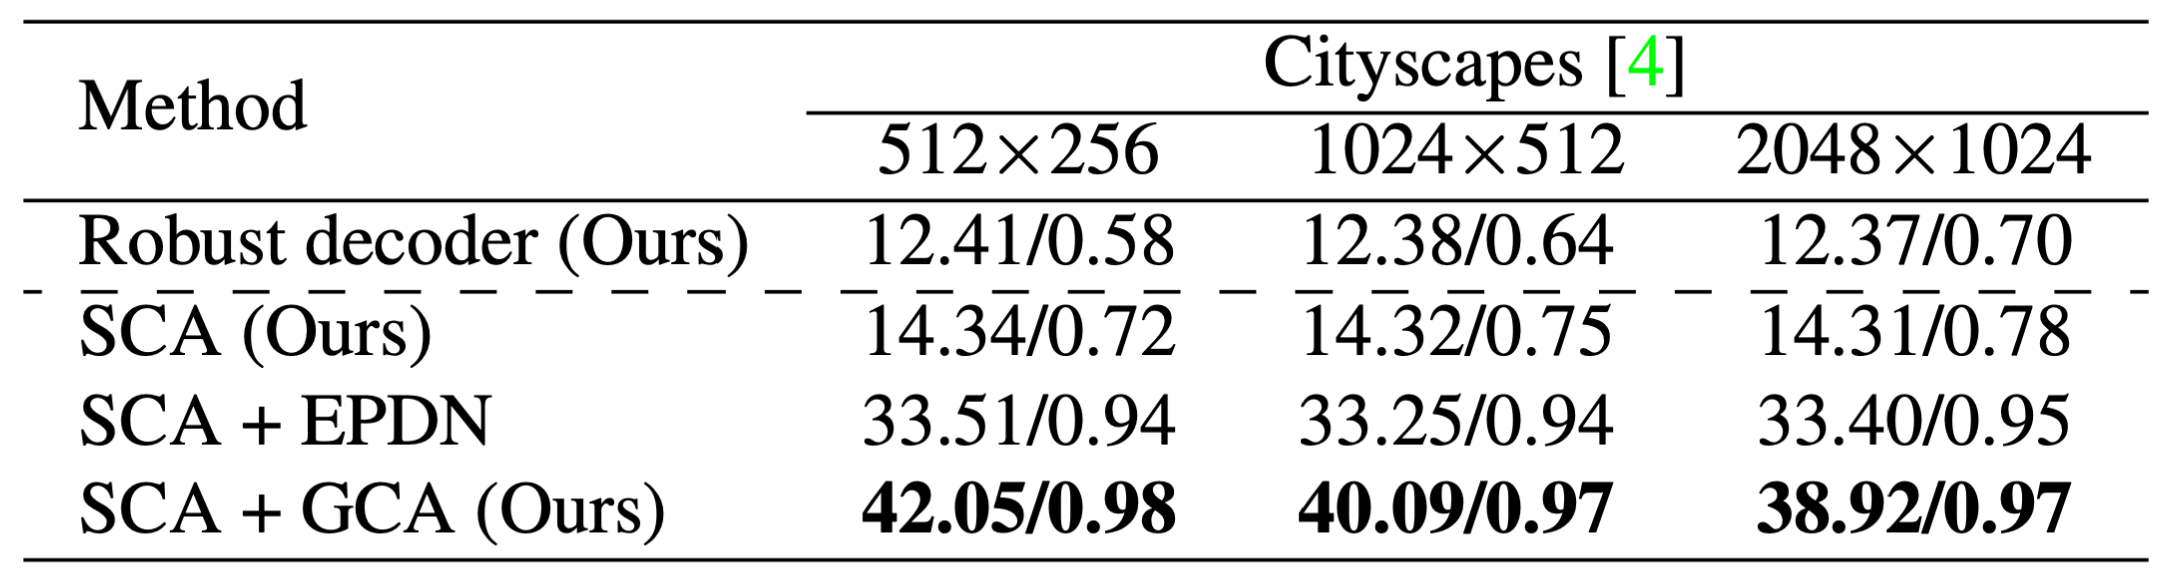 Cityscapes [4]
Method
512×256 1024×512 2048×1024
Robust decoder (Ours) 12.41/0.58 12.38/0.64 12.37/0.70
SCA (Ours) 14.34/0.72 14.32/0.75 14.31/0.78
SCA + EPDN 33.51/0.94 33.25/0.94 33.40/0.95
SCA + GCA (Ours) 42.05/0.98 40.09/0.97 38.92/0.97